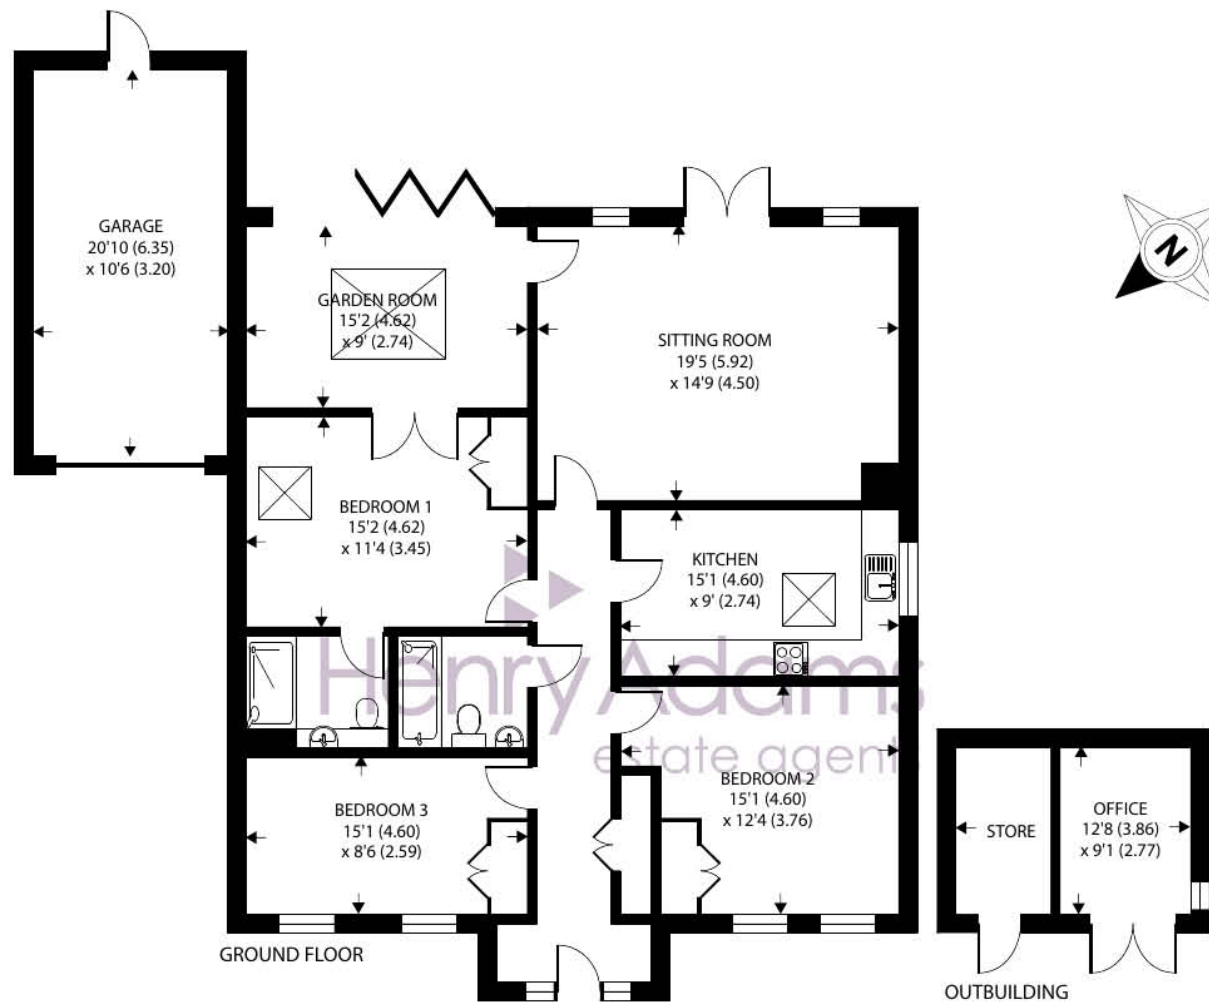 GARAGE
20'10 (6.35)
x 10'6 (3.20)
GARDEN ROOM
15'2 (4.62)
x 9' (2.74)
SITTING ROOM
19'5 (5.92)
x 14'9 (4.50)
N
BEDROOM 1
15'2 (4.62)
x 11'4 (3.45)
KITCHEN
15'1 (4.60)
x 9' (2.74)
Henry Adams
estate agents
BEDROOM 2
15'1 (4.60)
x 12'4 (3.76)
BEDROOM 3
15'1 (4.60)
x 8'6 (2.59)
STORE
OFFICE
12'8 (3.86)
x 9'1 (2.77)
GROUND FLOOR
OUTBUILDING